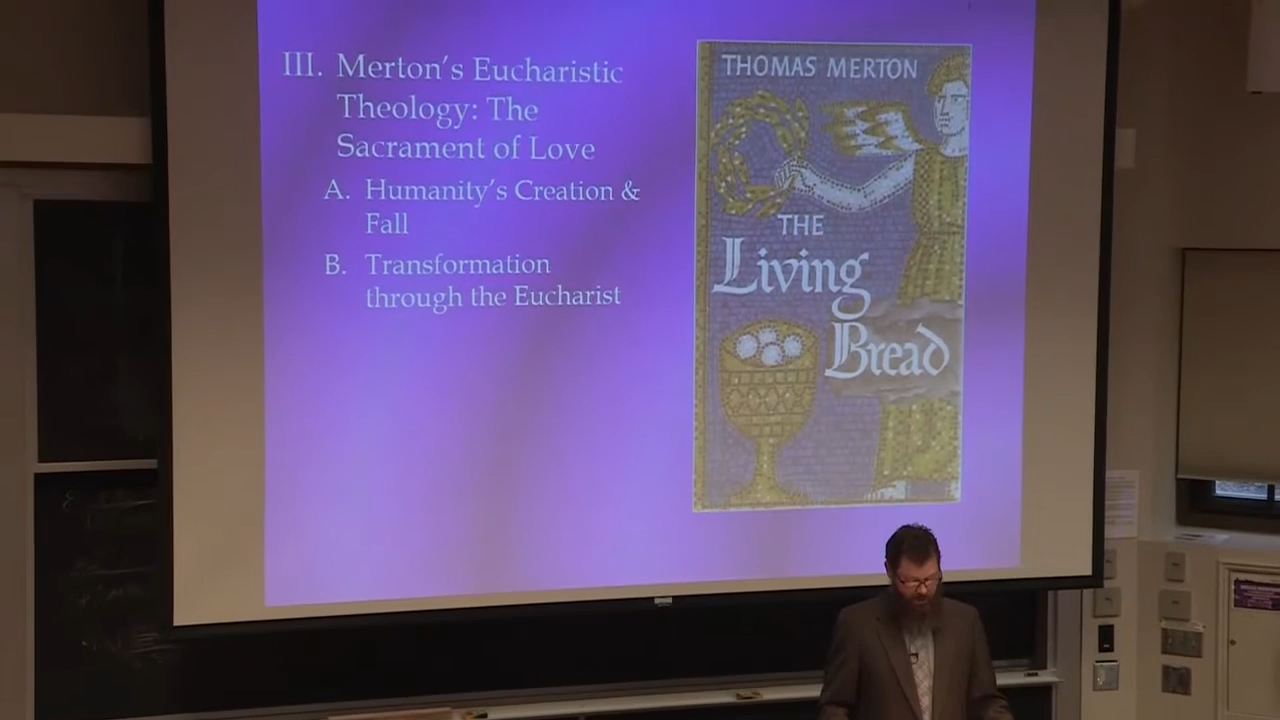 III. Merton's Eucharistic
Theology: The
Sacrament of Love
A. Humanity's Creation &
Fall
B. Transformation
through the Eucharist
THOMAS MERTON
THE
Living
Bread